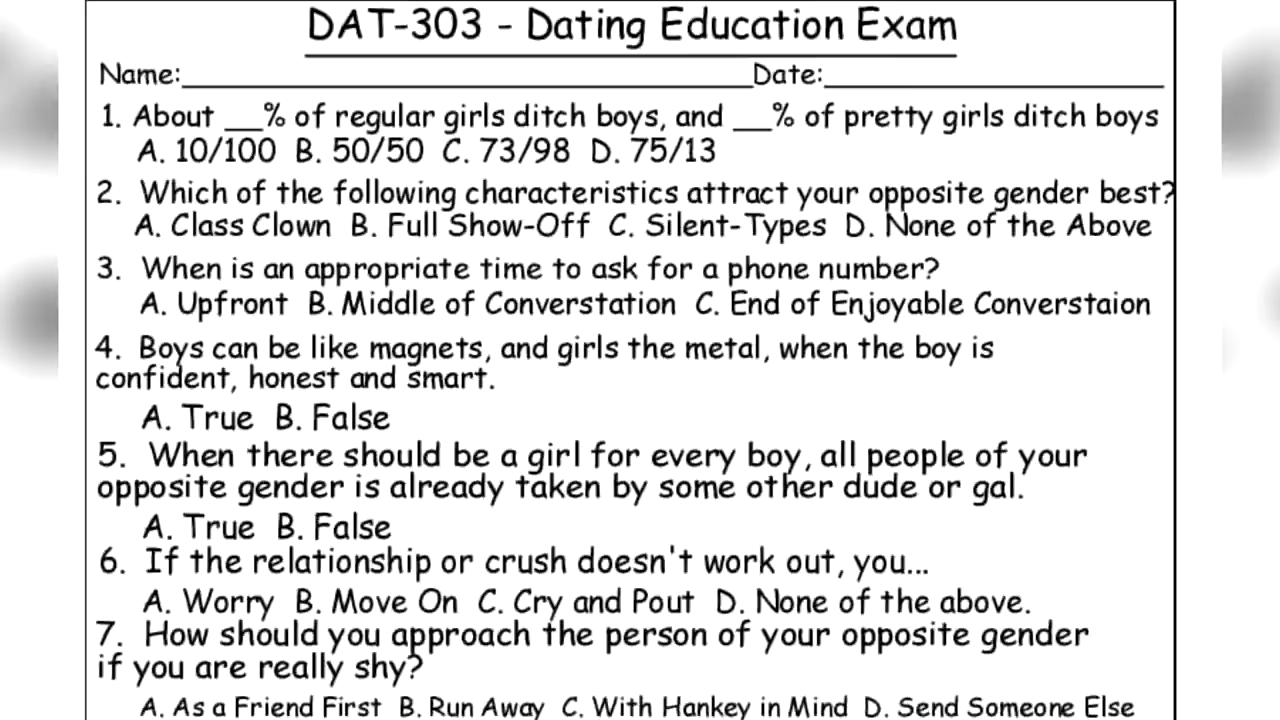 DAT-303 - Dating Education Exam
Name:______________________________Date:__________________
1. About __% of regular girls ditch boys, and __% of pretty girls ditch boys
A. 10/100 B. 50/50 C. 73/98 D. 75/13
2. Which of the following characteristics attract your opposite gender best?
A. Class Clown B. Full Show-Off C. Silent-Types D. None of the Above
3. When is an appropriate time to ask for a phone number?
A. Upfront B. Middle of Converstation C. End of Enjoyable Converstaion
4. Boys can be like magnets, and girls the metal, when the boy is
confident, honest and smart.
A. True B. False
5. When there should be a girl for every boy, all people of your
opposite gender is already taken by some other dude or gal.
A. True B. False
6. If the relationship or crush doesn't work out, you...
A. Worry B. Move On C. Cry and Pout D. None of the above.
7. How should you approach the person of your opposite gender
if you are really shy?
A. As a Friend First B. Run Away C. With Hankey in Mind D. Send Someone Else